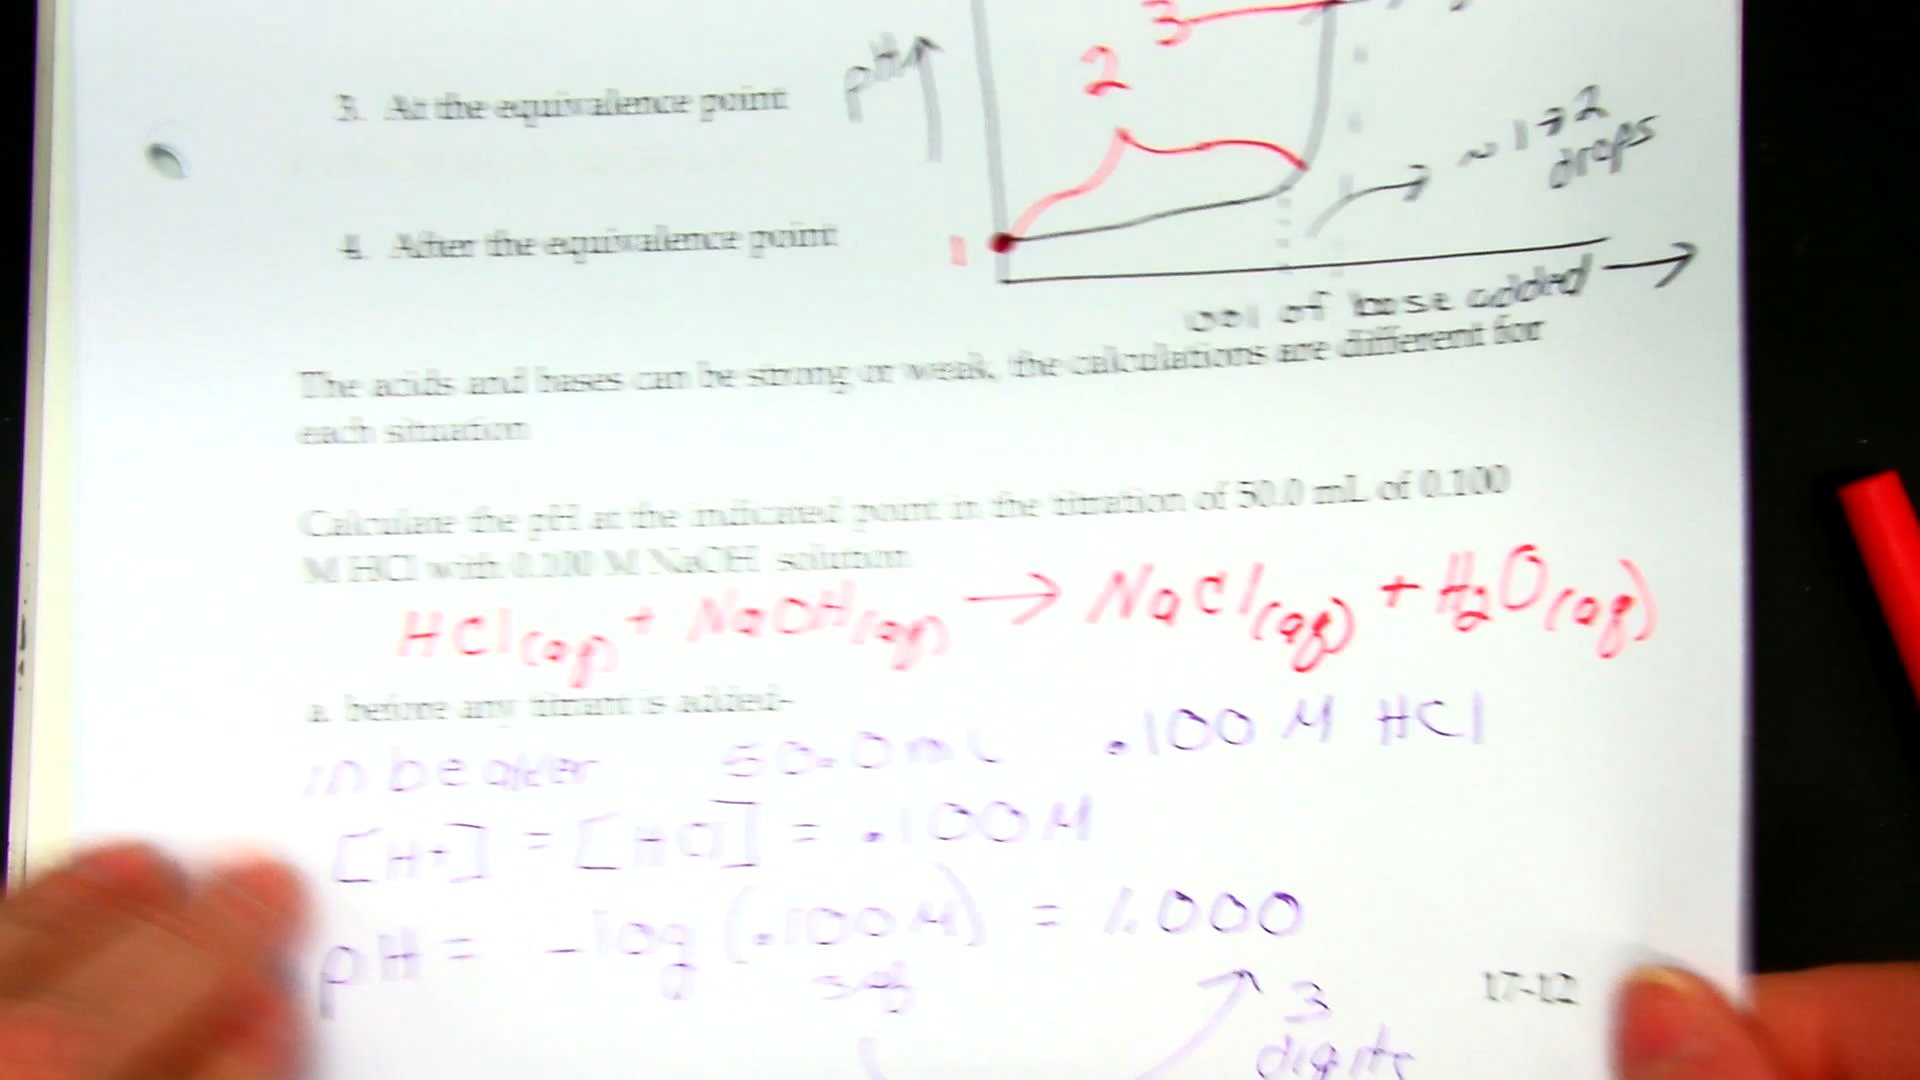 3
2
pH
3. At the equivalence point
~ 1→2
drops
4. After the equivalence point
1
vol of base added →
The acids and bases can be strong or weak, the calculations are different for
each situation
Calculate the pH at the indicated point in the titration of 50.0 mL of 0.100
M HCl with 0.100 M NaOH solution
HCl(aq) + NaOH(aq) → NaCl(aq) + H2O(aq)
a. before any titrant is added-
in beaker 50.0 mL .100 M HCl
[H+] = [HCl] = .100 M
pH = -log (.100 M) = 1.000
3 sf
3
digits
17-12